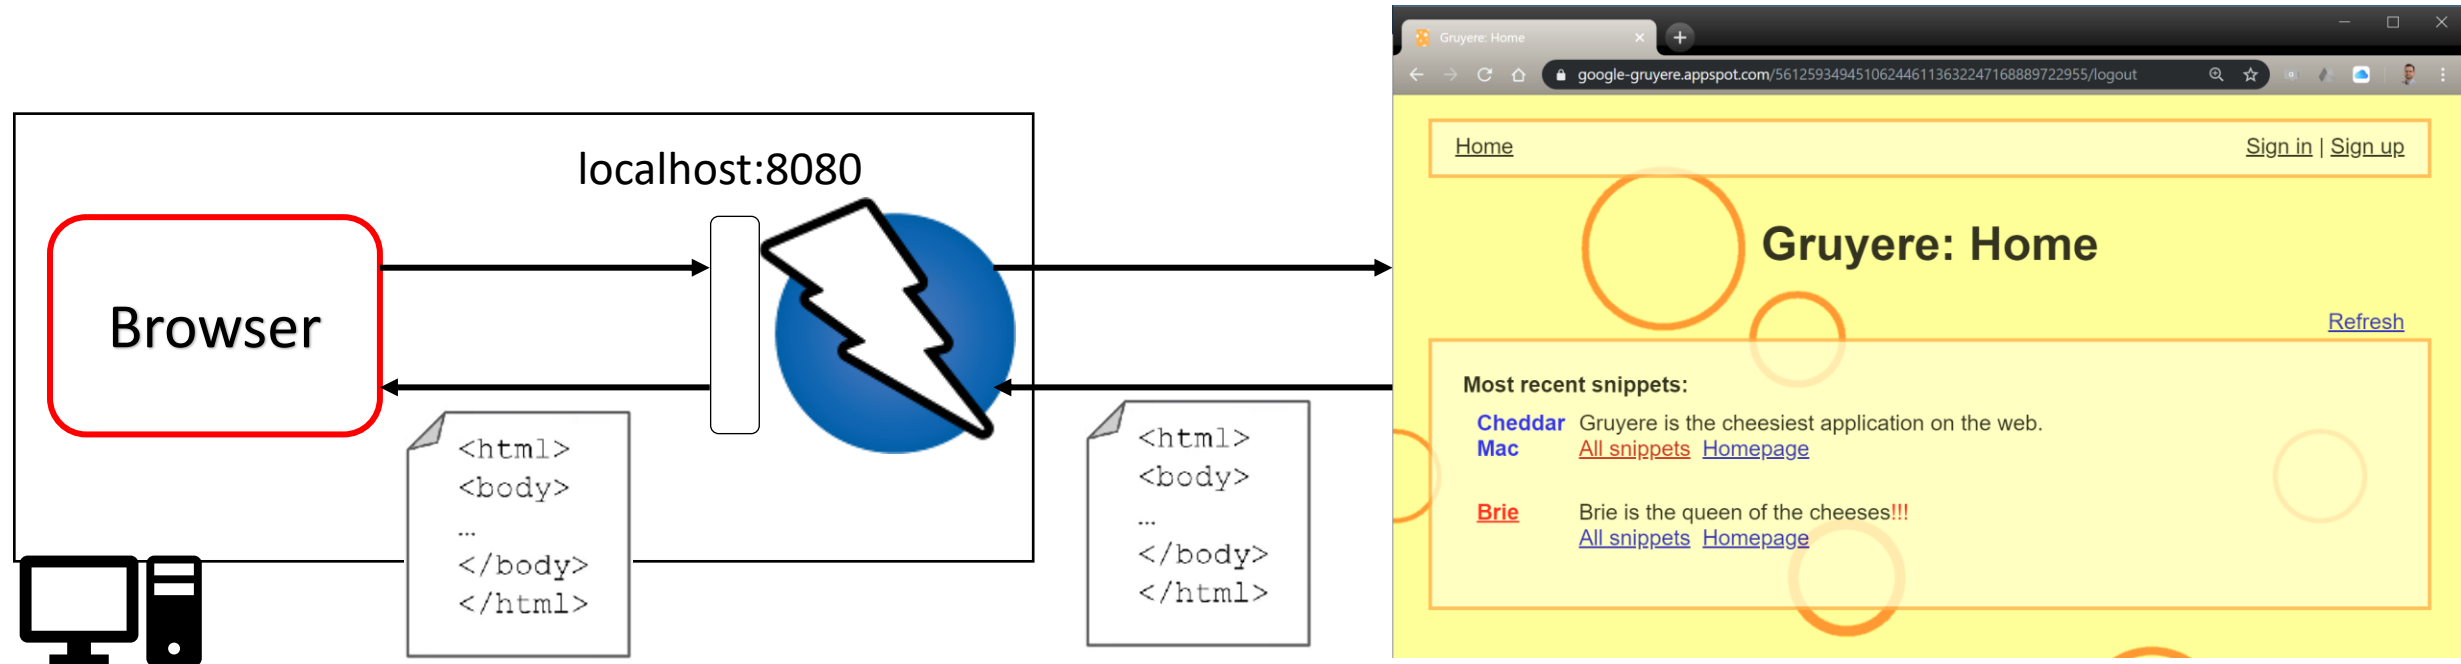 localhost:8080
Browser
<html>
<body>
...
</body>
</html>
<html>
<body>
...
</body>
</html>
Gruyere: Home
google-gruyere.appspot.com/561259349451062446113632247168889722955/logout
Home Sign in | Sign up
Gruyere: Home
Refresh
Most recent snippets:
Cheddar Gruyere is the cheesiest application on the web.
Mac All snippets Homepage
Brie Brie is the queen of the cheeses!!!
All snippets Homepage